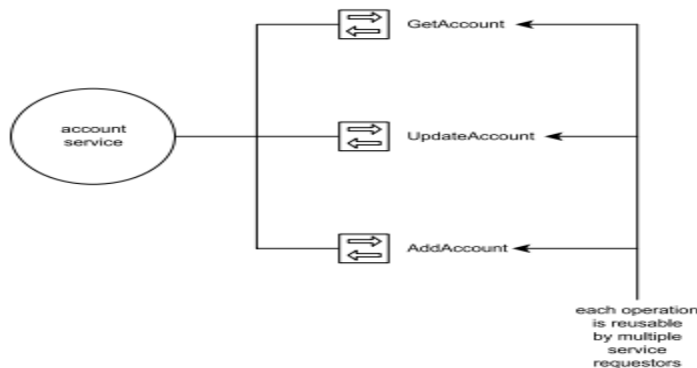 GetAccount
account
service
UpdateAccount
AddAccount
each operation
is reusable
by multiple
service
requestors